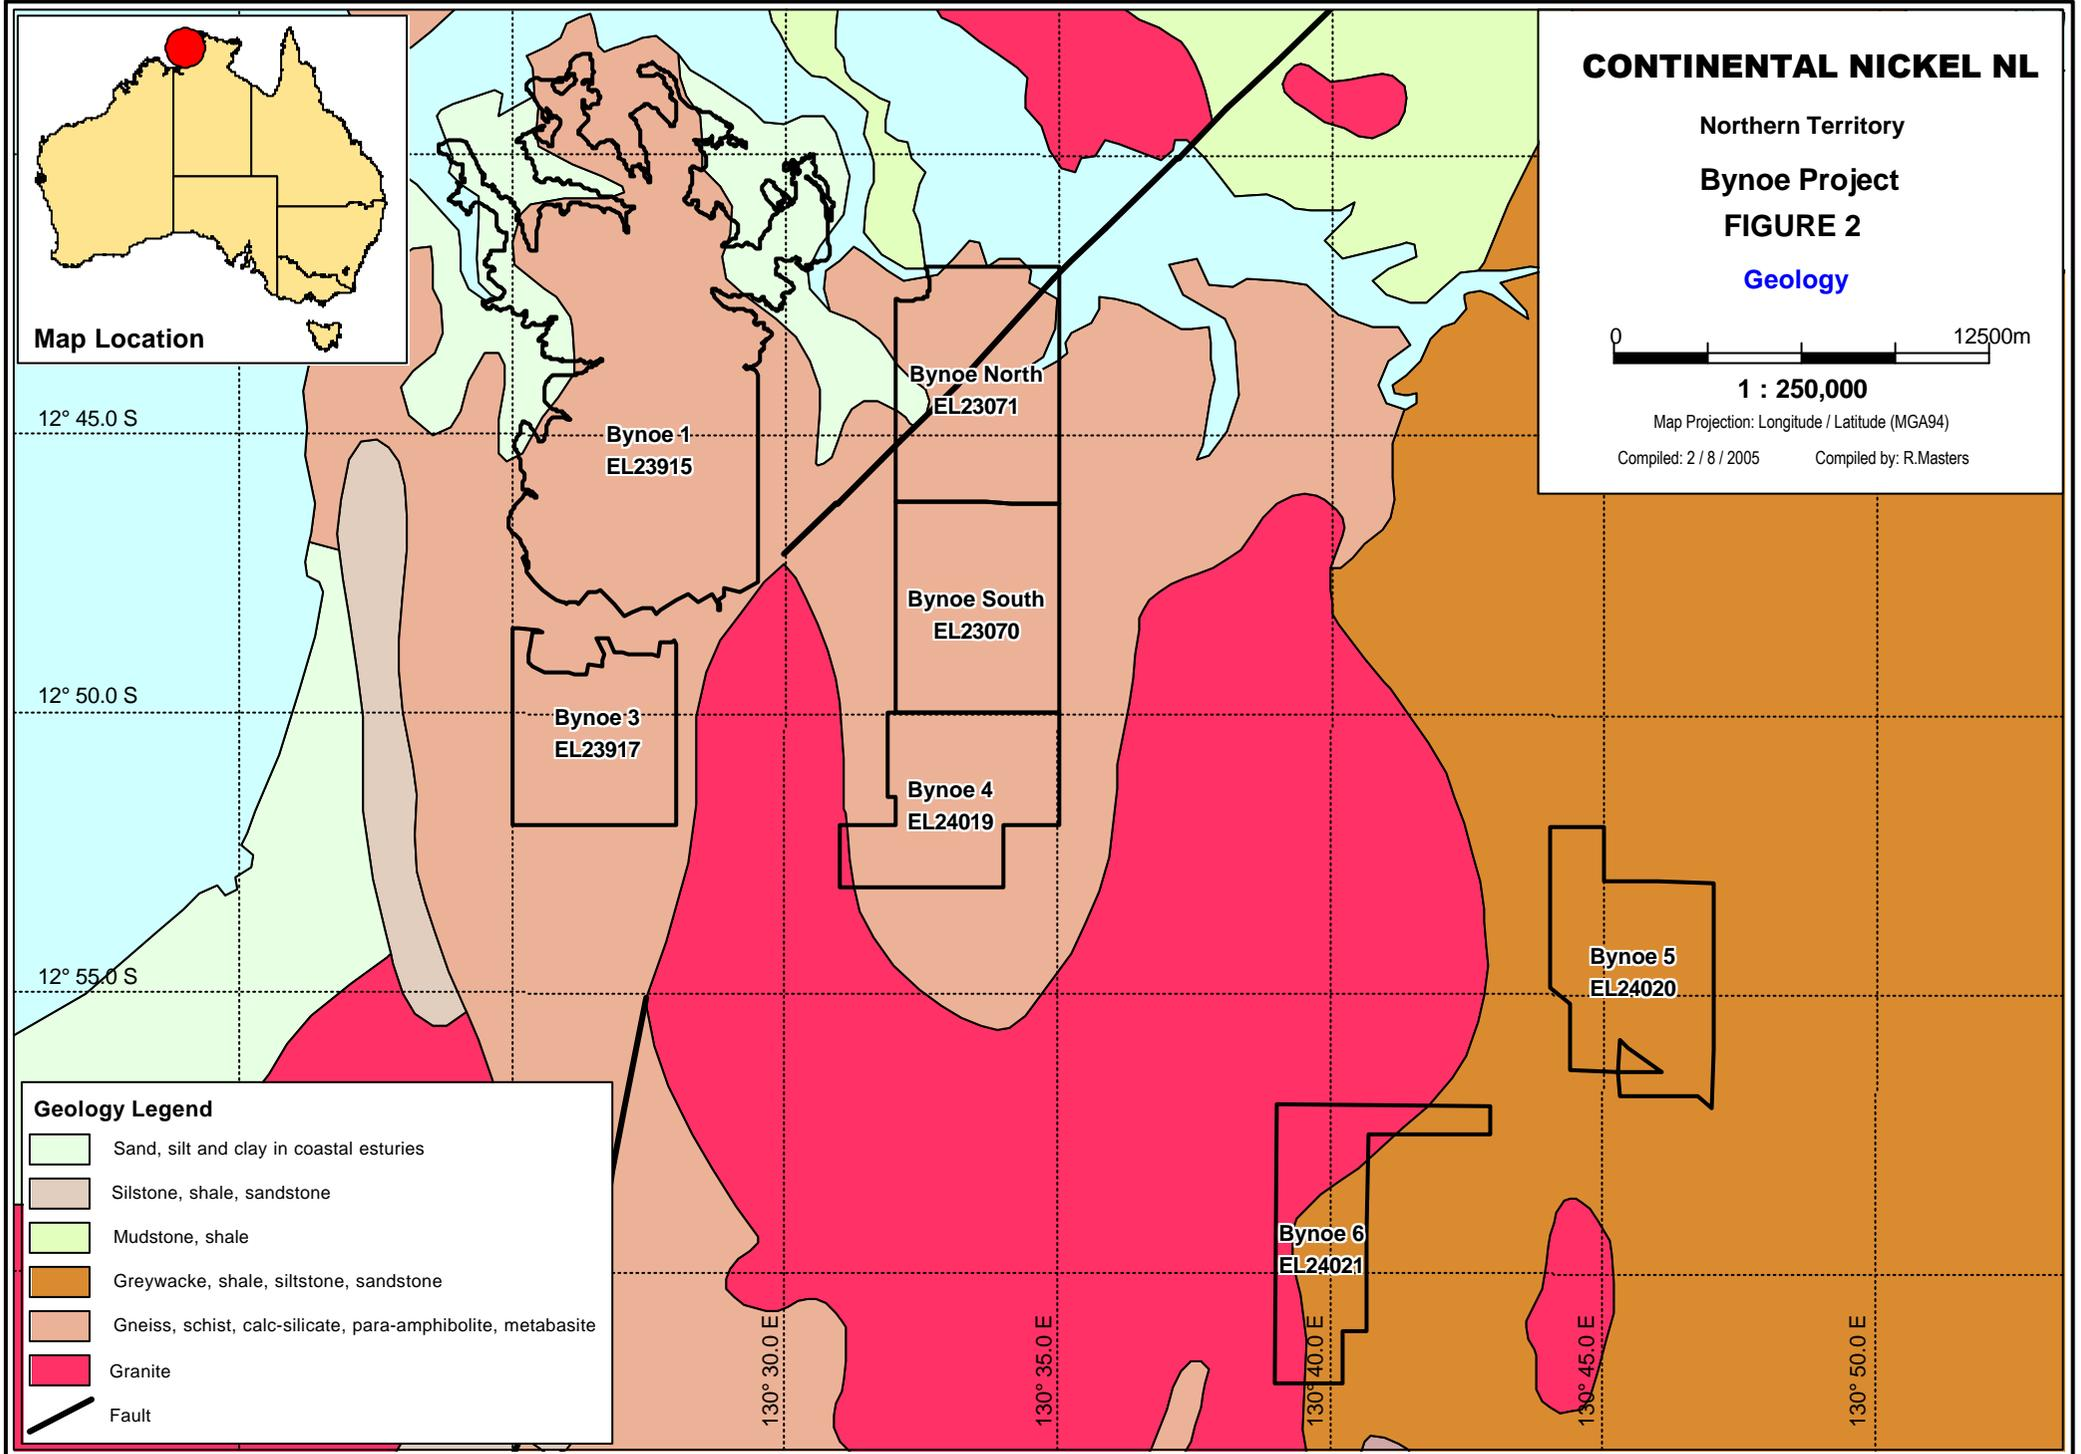 CONTINENTAL NICKEL NL
Northern Territory
Bynoe Project
FIGURE 2
Geology
0 12500m
1 : 250,000
Map Projection: Longitude / Latitude (MGA94)
Compiled: 2 / 8 / 2005 Compiled by: R.Masters
Map Location
12° 45.0 S
12° 50.0 S
12° 55.0 S
Bynoe North
EL23071
Bynoe 1
EL23915
Bynoe South
EL23070
Bynoe 3
EL23917
Bynoe 4
EL24019
Bynoe 5
EL24020
Bynoe 6
EL24021
130° 30.0 E
130° 35.0 E
130° 40.0 E
130° 45.0 E
130° 50.0 E
Geology Legend
Sand, silt and clay in coastal esturies
Silstone, shale, sandstone
Mudstone, shale
Greywacke, shale, siltstone, sandstone
Gneiss, schist, calc-silicate, para-amphibolite, metabasite
Granite
Fault